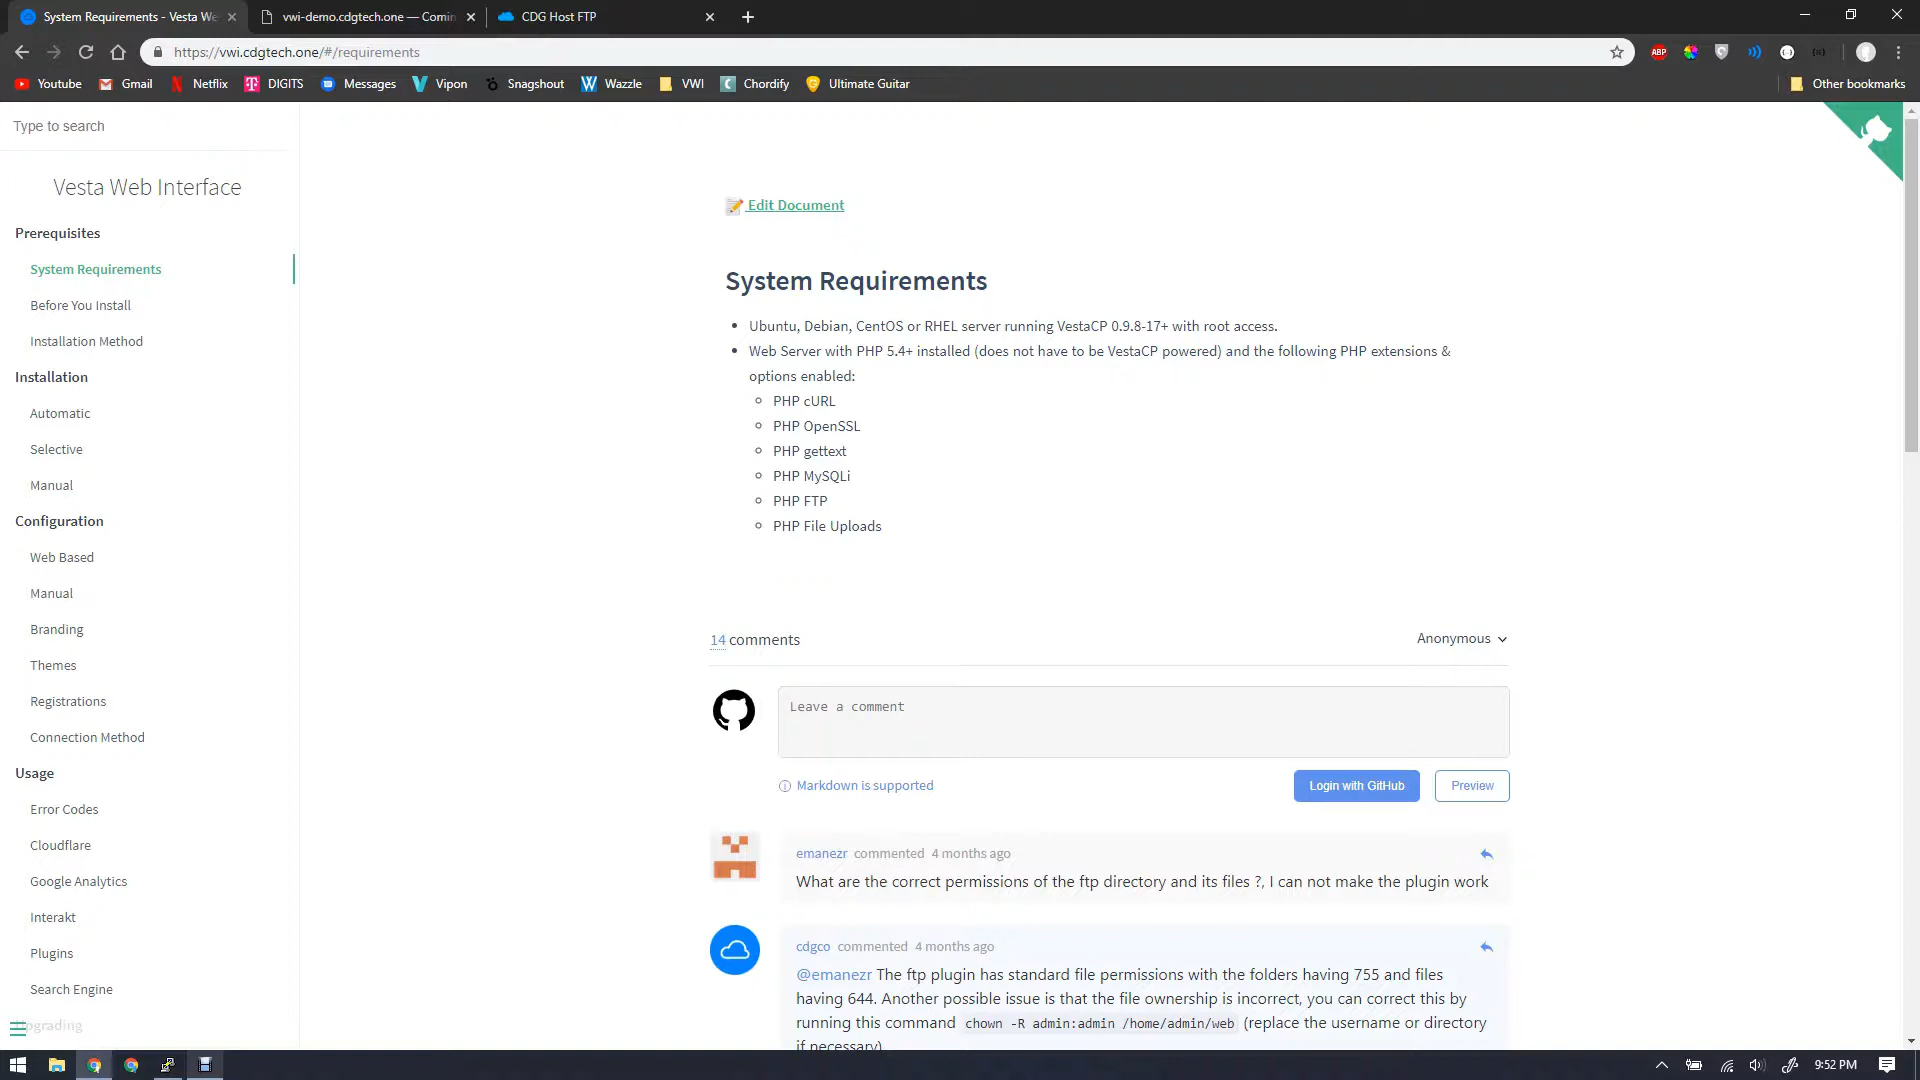 System Requirements - Vesta We
vwi-demo.cdgtech.one — Comin
CDG Host FTP
https://vwi.cdgtech.one/#/requirements
ABP
Youtube
Gmail
Netflix
DIGITS
Messages
Vipon
Snagshout
Wazzle
VWI
Chordify
Ultimate Guitar
Other bookmarks
Type to search
Vesta Web Interface
Prerequisites
System Requirements
Before You Install
Installation Method
Installation
Automatic
Selective
Manual
Configuration
Web Based
Manual
Branding
Themes
Registrations
Connection Method
Usage
Error Codes
Cloudflare
Google Analytics
Interakt
Plugins
Search Engine
Upgrading
Edit Document
System Requirements
Ubuntu, Debian, CentOS or RHEL server running VestaCP 0.9.8-17+ with root access.
Web Server with PHP 5.4+ installed (does not have to be VestaCP powered) and the following PHP extensions &
options enabled:
PHP cURL
PHP OpenSSL
PHP gettext
PHP MySQLi
PHP FTP
PHP File Uploads
14 comments
Anonymous
Leave a comment
Markdown is supported
Login with GitHub
Preview
emanezr commented 4 months ago
What are the correct permissions of the ftp directory and its files ?, I can not make the plugin work
cdgco commented 4 months ago
@emanezr The ftp plugin has standard file permissions with the folders having 755 and files
having 644. Another possible issue is that the file ownership is incorrect, you can correct this by
running this command chown -R admin:admin /home/admin/web (replace the username or directory
if necessary)
9:52 PM